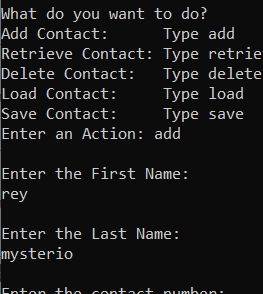 What do you want to do?
Add Contact: Type add
Retrieve Contact: Type retrie
Delete Contact: Type delete
Load Contact: Type load
Save Contact: Type save
Enter an Action: add
Enter the First Name:
rey
Enter the Last Name:
mysterio
Enter the contact number: